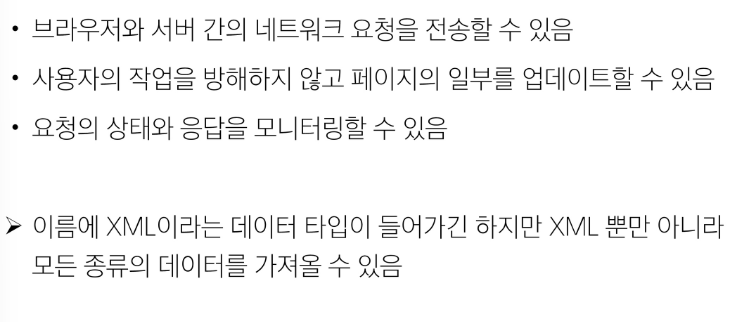 • 브라우저와 서버 간의 네트워크 요청을 전송할 수 있음
• 사용자의 작업을 방해하지 않고 페이지의 일부를 업데이트할 수 있음
• 요청의 상태와 응답을 모니터링할 수 있음
➢ 이름에 XML이라는 데이터 타입이 들어가긴 하지만 XML 뿐만 아니라
모든 종류의 데이터를 가져올 수 있음